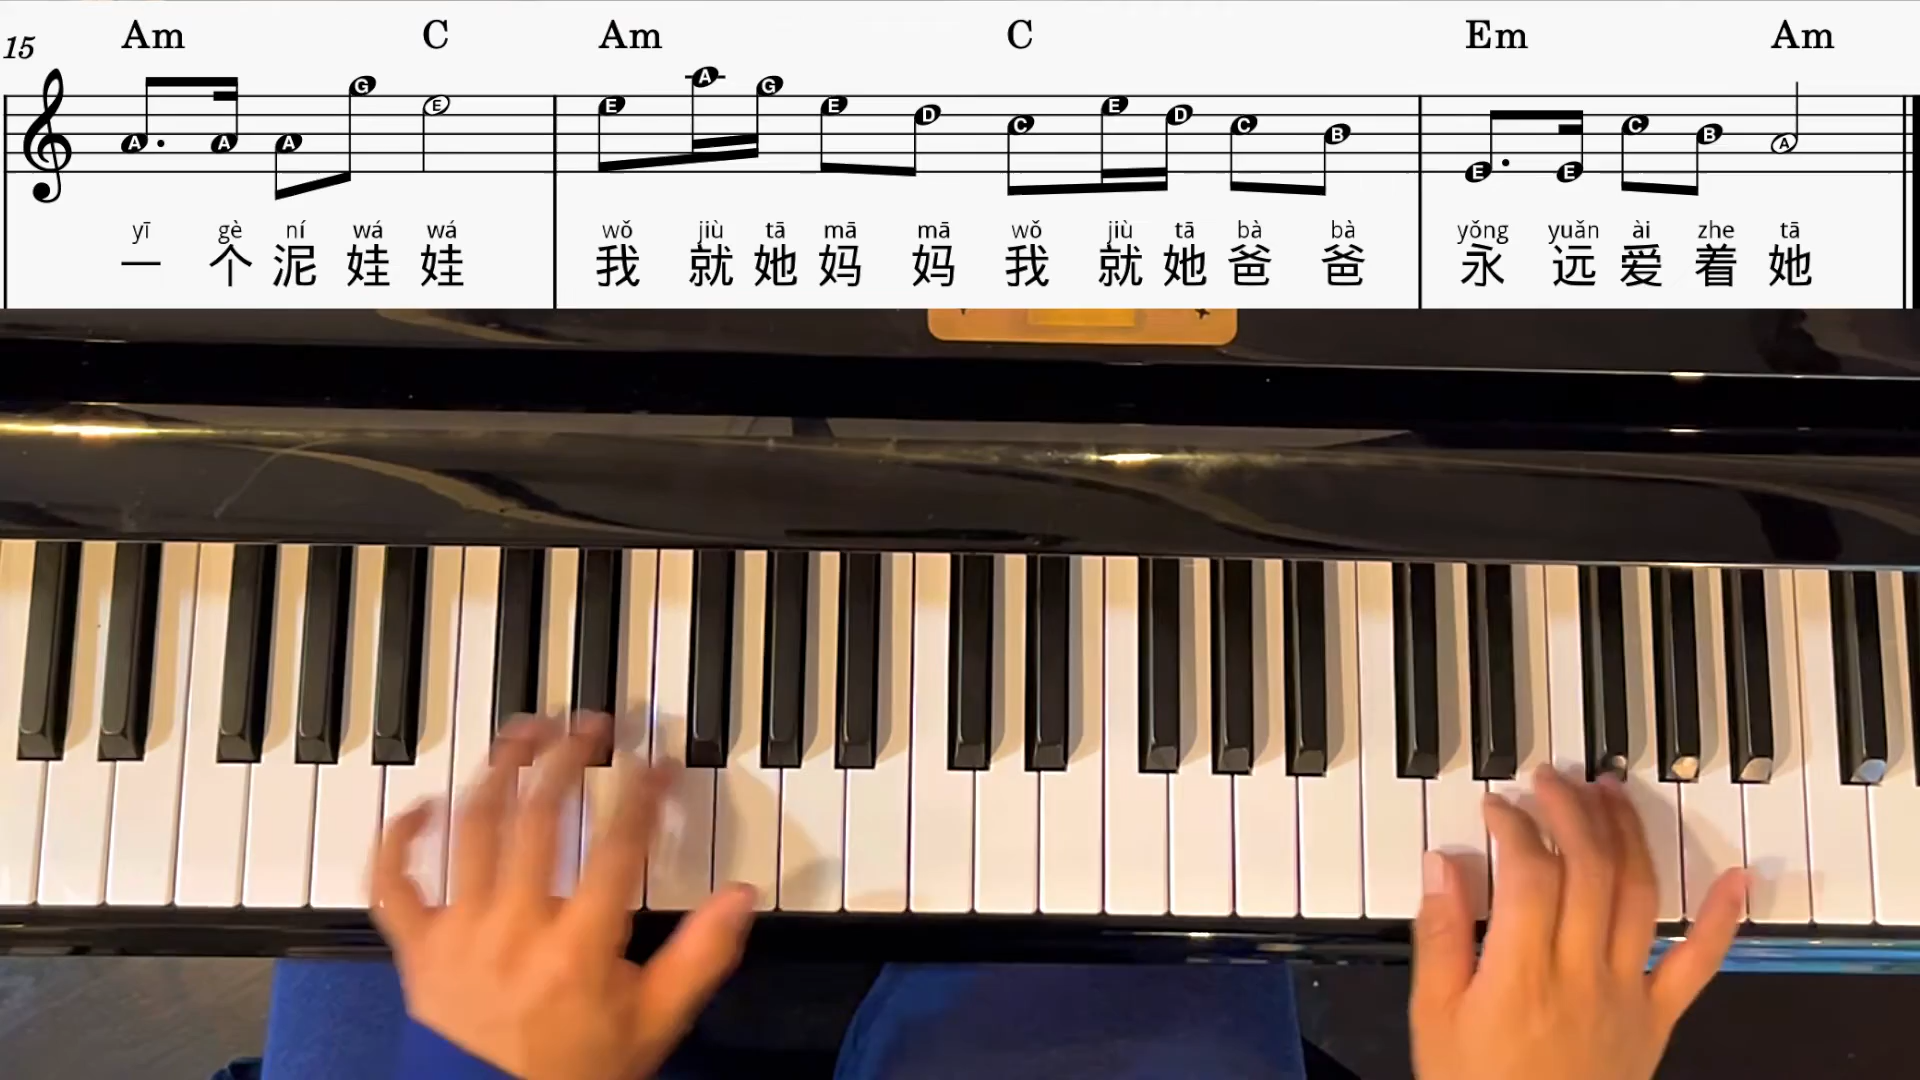 Am C Am C Em Am
15
A A A G E E A G E D C E D C B E E C B A
yī gè ní wá wá wǒ jiù tā mā mā wǒ jiù tā bà bà yǒng yuǎn ài zhe tā
一 个 泥 娃 娃 我 就 她 妈 妈 我 就 她 爸 爸 永 远 爱 着 她